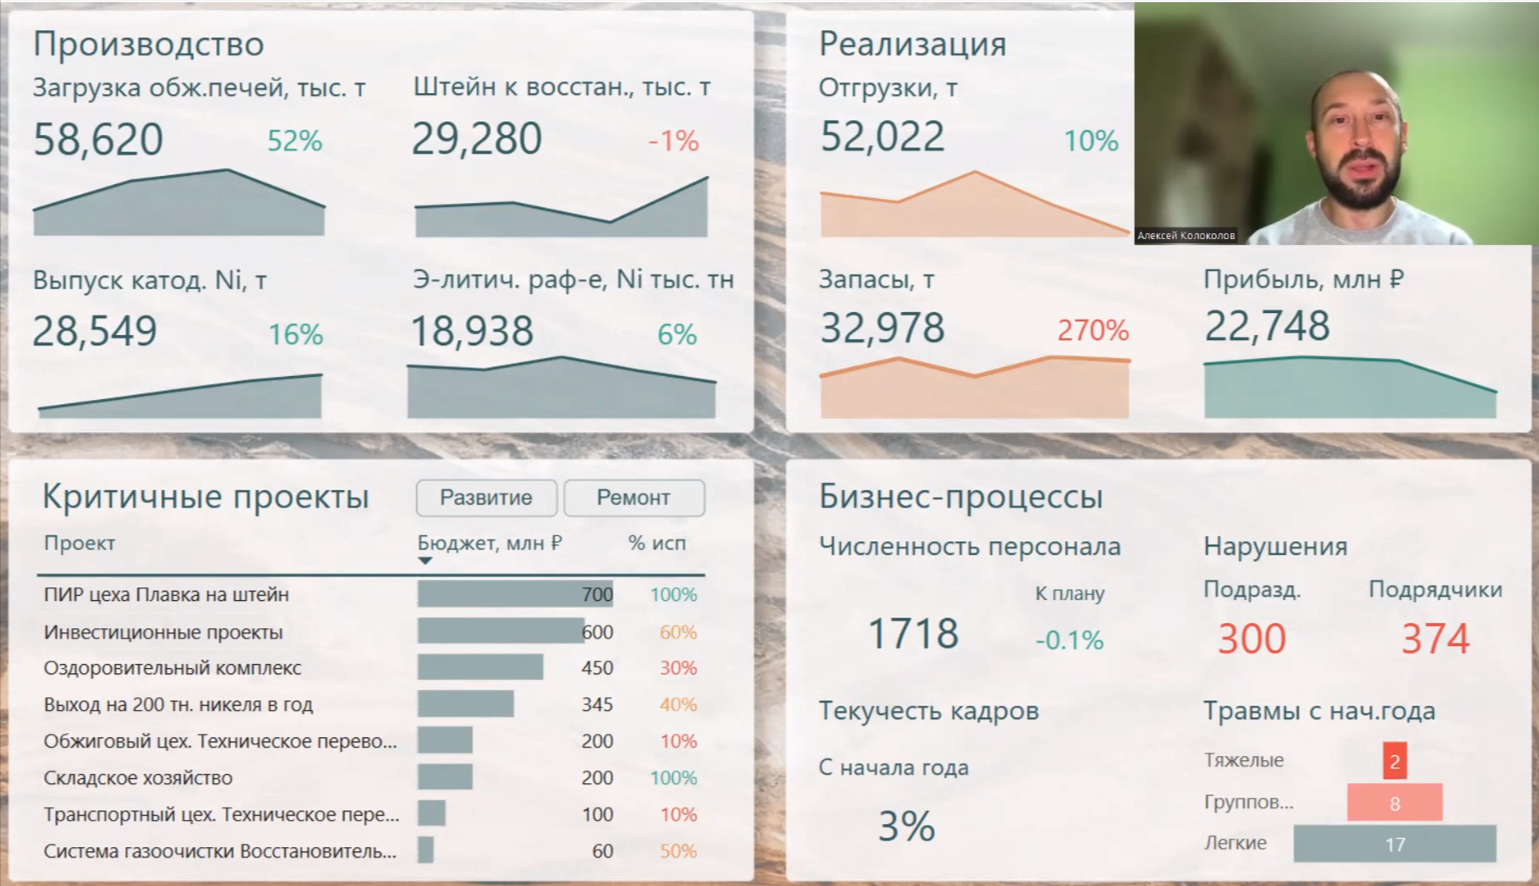 Производство
Загрузка обж.печей, тыс. т
58,620
52%
Штейн к восстан., тыс. т
29,280
-1%
Выпуск катод. Ni, т
28,549
16%
Э-литич. раф-е, Ni тыс. тн
18,938
6%
Реализация
Отгрузки, т
52,022
10%
Алексей Колоколов
Запасы, т
32,978
270%
Прибыль, млн ₽
22,748
Критичные проекты
Развитие
Ремонт
Проект Бюджет, млн ₽ % исп
ПИР цеха Плавка на штейн 700 100%
Инвестиционные проекты 600 60%
Оздоровительный комплекс 450 30%
Выход на 200 тн. никеля в год 345 40%
Обжиговый цех. Техническое перево... 200 10%
Складское хозяйство 200 100%
Транспортный цех. Техническое пере... 100 10%
Система газоочистки Восстановитель... 60 50%
Бизнес-процессы
Численность персонала
К плану
1718
-0.1%
Нарушения
Подразд. Подрядчики
300 374
Текучесть кадров
С начала года
3%
Травмы с нач.года
Тяжелые 2
Группов... 8
Легкие 17